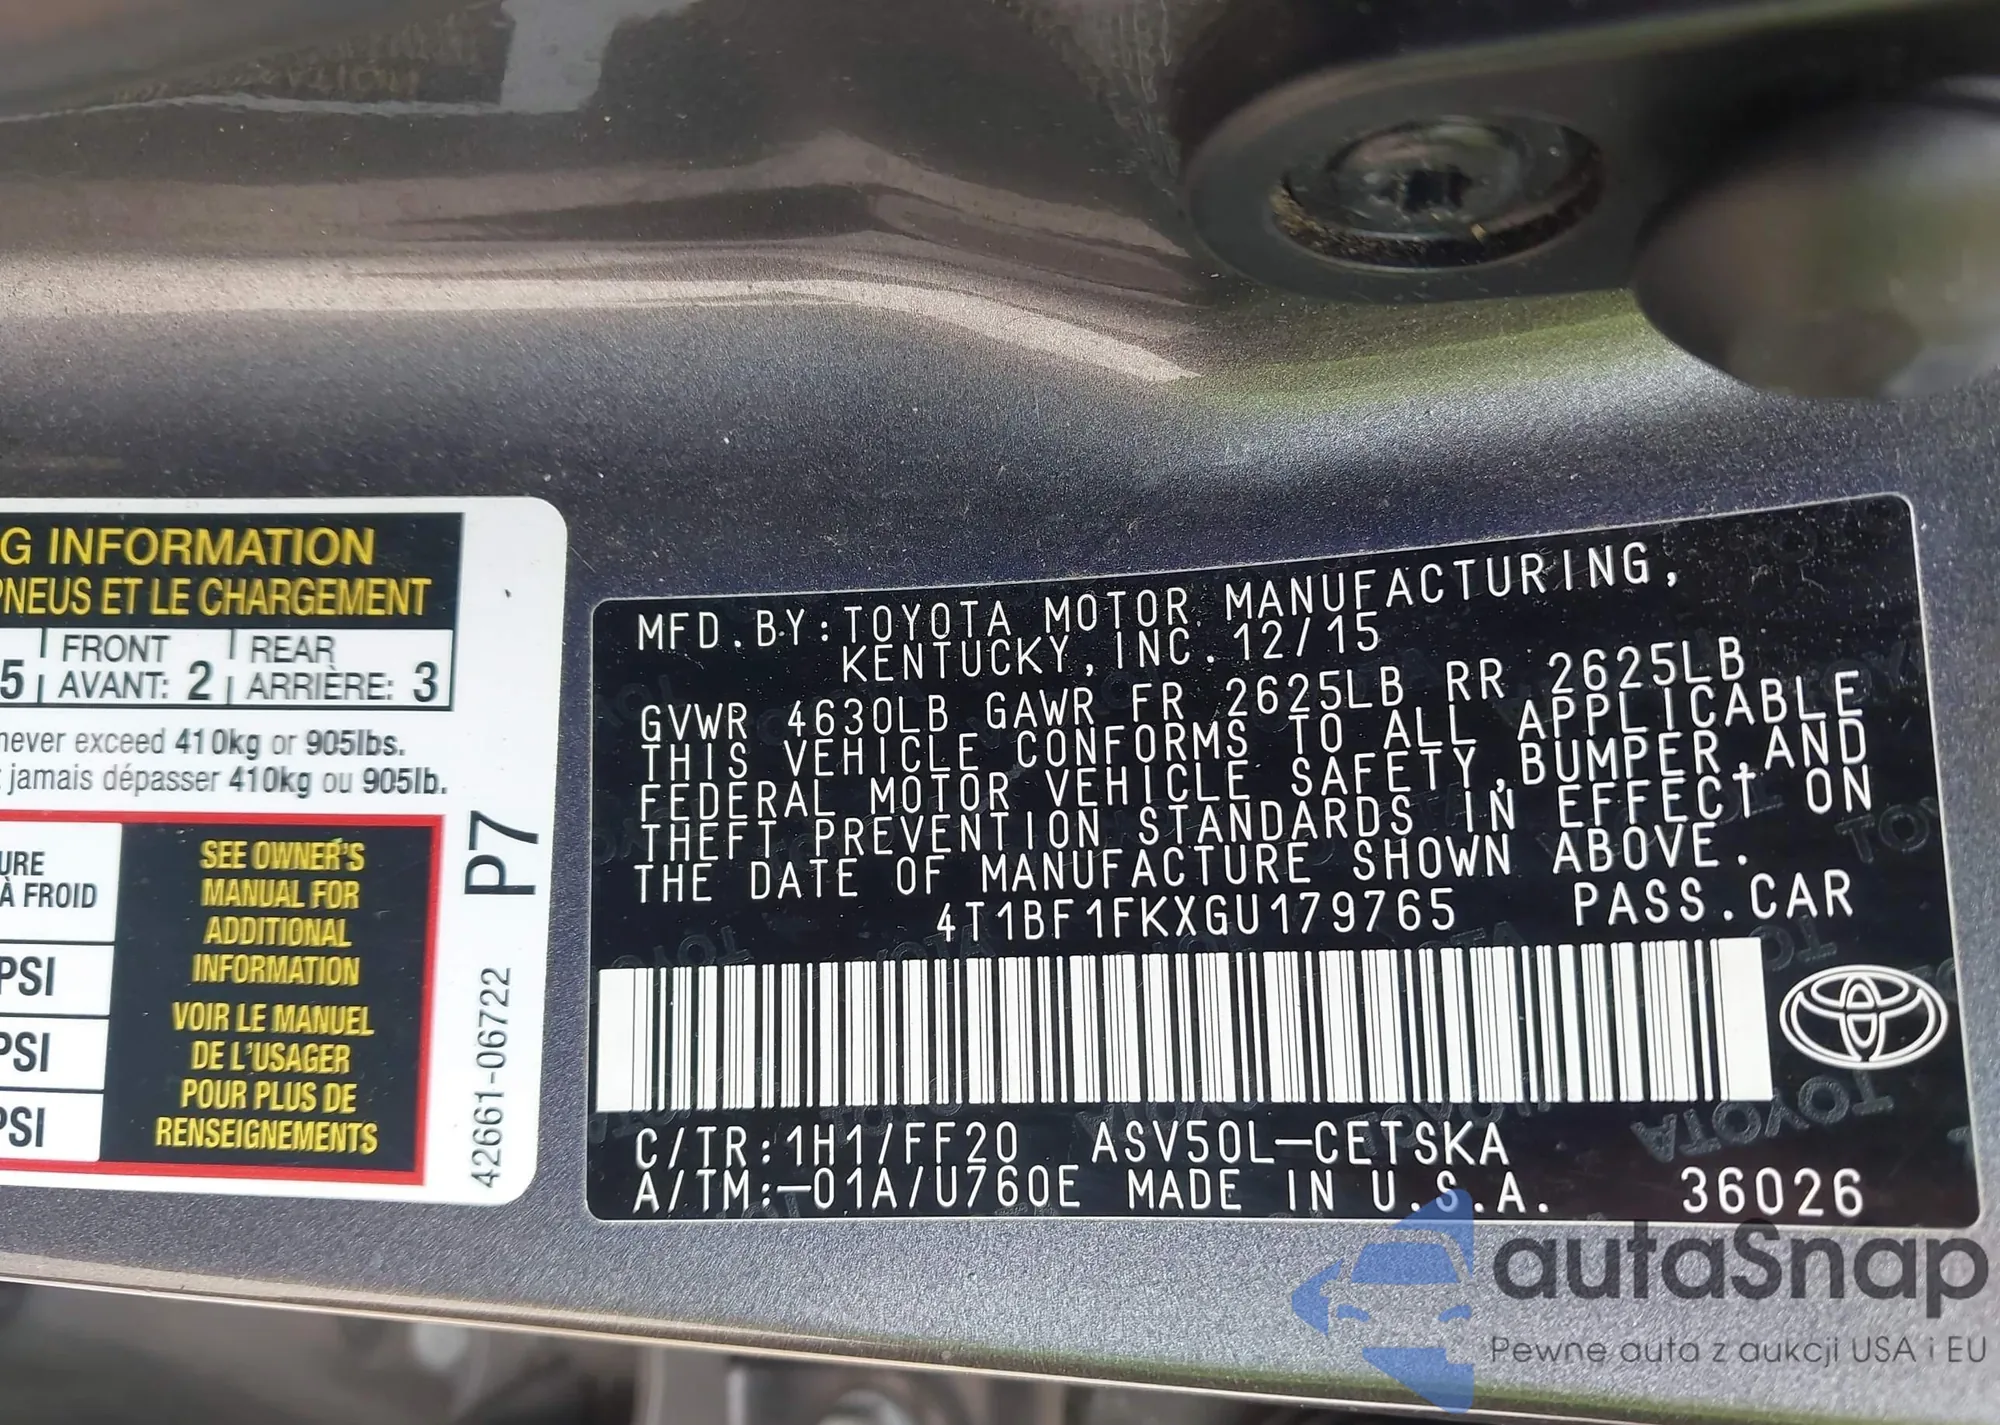 G INFORMATION
PNEUS ET LE CHARGEMENT
5 FRONT AVANT: 2 REAR ARRIÈRE: 3
never exceed 410kg or 905lbs.
jamais dépasser 410kg ou 905lb.
URE
À FROID
PSI
PSI
PSI
SEE OWNER'S
MANUAL FOR
ADDITIONAL
INFORMATION
VOIR LE MANUEL
DE L'USAGER
POUR PLUS DE
RENSEIGNEMENTS
42661-06722 P7
MFD.BY:TOYOTA MOTOR MANUFACTURING,
KENTUCKY,INC. 12/15
GVWR 4630LB GAWR FR 2625LB RR 2625LB
THIS VEHICLE CONFORMS TO ALL APPLICABLE
FEDERAL MOTOR VEHICLE SAFETY,BUMPER,AND
THEFT PREVENTION STANDARDS IN EFFECT ON
THE DATE OF MANUFACTURE SHOWN ABOVE.
4T1BF1FKXGU179765 PASS.CAR
C/TR:1H1/FF20 ASV50L-CETSKA
A/TM:-01A/U760E MADE IN U.S.A. 36026
autaSnap
Pewne auta z aukcji USA i EU